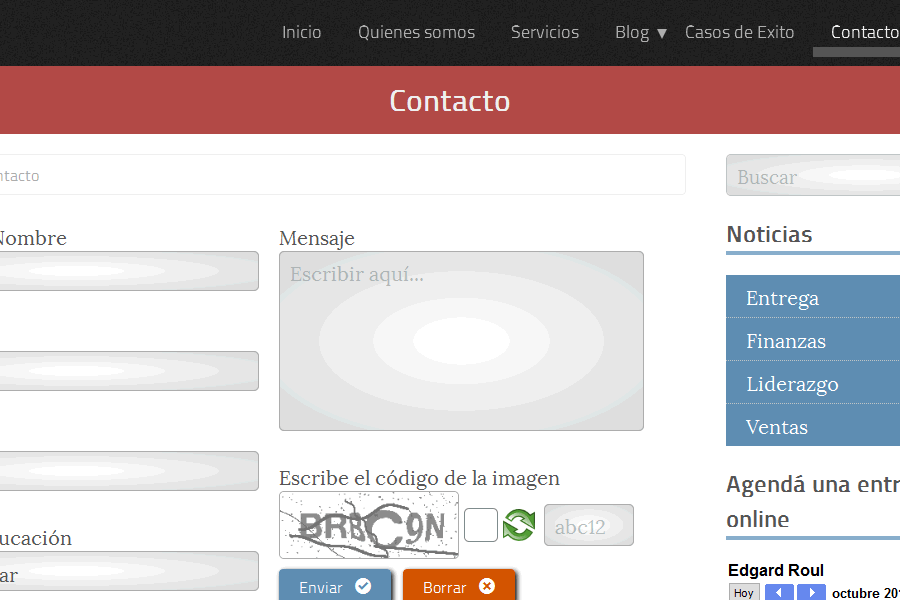 Inicio
Quienes somos
Servicios
Blog ▼
Casos de Exito
Contacto
Contacto
ntacto
Buscar
Nombre
Mensaje
Escribir aquí...
Noticias
Entrega
Finanzas
Liderazgo
Ventas
Escribe el código de la imagen
BRBC9N
abc12
ucación
ar
Enviar
Borrar
Agendá una entr
online
Edgard Roul
Hoy
octubre 201